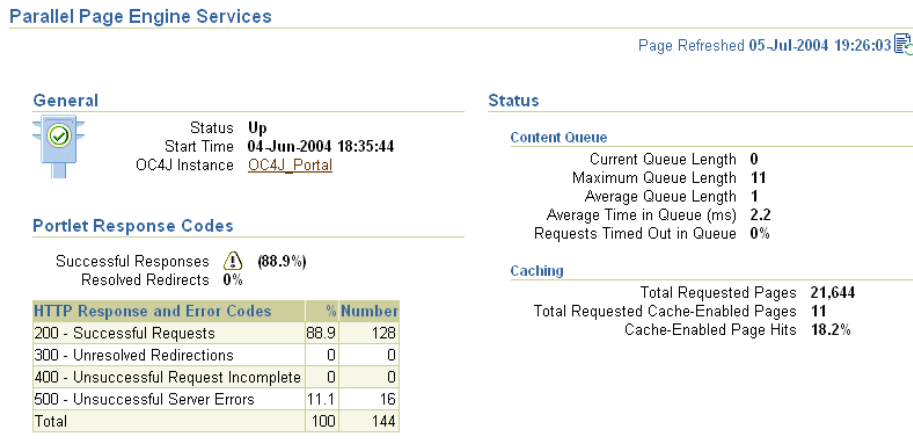 Parallel Page Engine Services
Page Refreshed 05-Jul-2004 19:26:03
General
Status Up
Start Time 04-Jun-2004 18:35:44
OC4J Instance OC4J_Portal
Portlet Response Codes
Successful Responses (88.9%)
Resolved Redirects 0%
HTTP Response and Error Codes % Number
200 - Successful Requests 88.9 128
300 - Unresolved Redirections 0 0
400 - Unsuccessful Request Incomplete 0 0
500 - Unsuccessful Server Errors 11.1 16
Total 100 144
Status
Content Queue
Current Queue Length 0
Maximum Queue Length 11
Average Queue Length 1
Average Time in Queue (ms) 2.2
Requests Timed Out in Queue 0%
Caching
Total Requested Pages 21,644
Total Requested Cache-Enabled Pages 11
Cache-Enabled Page Hits 18.2%